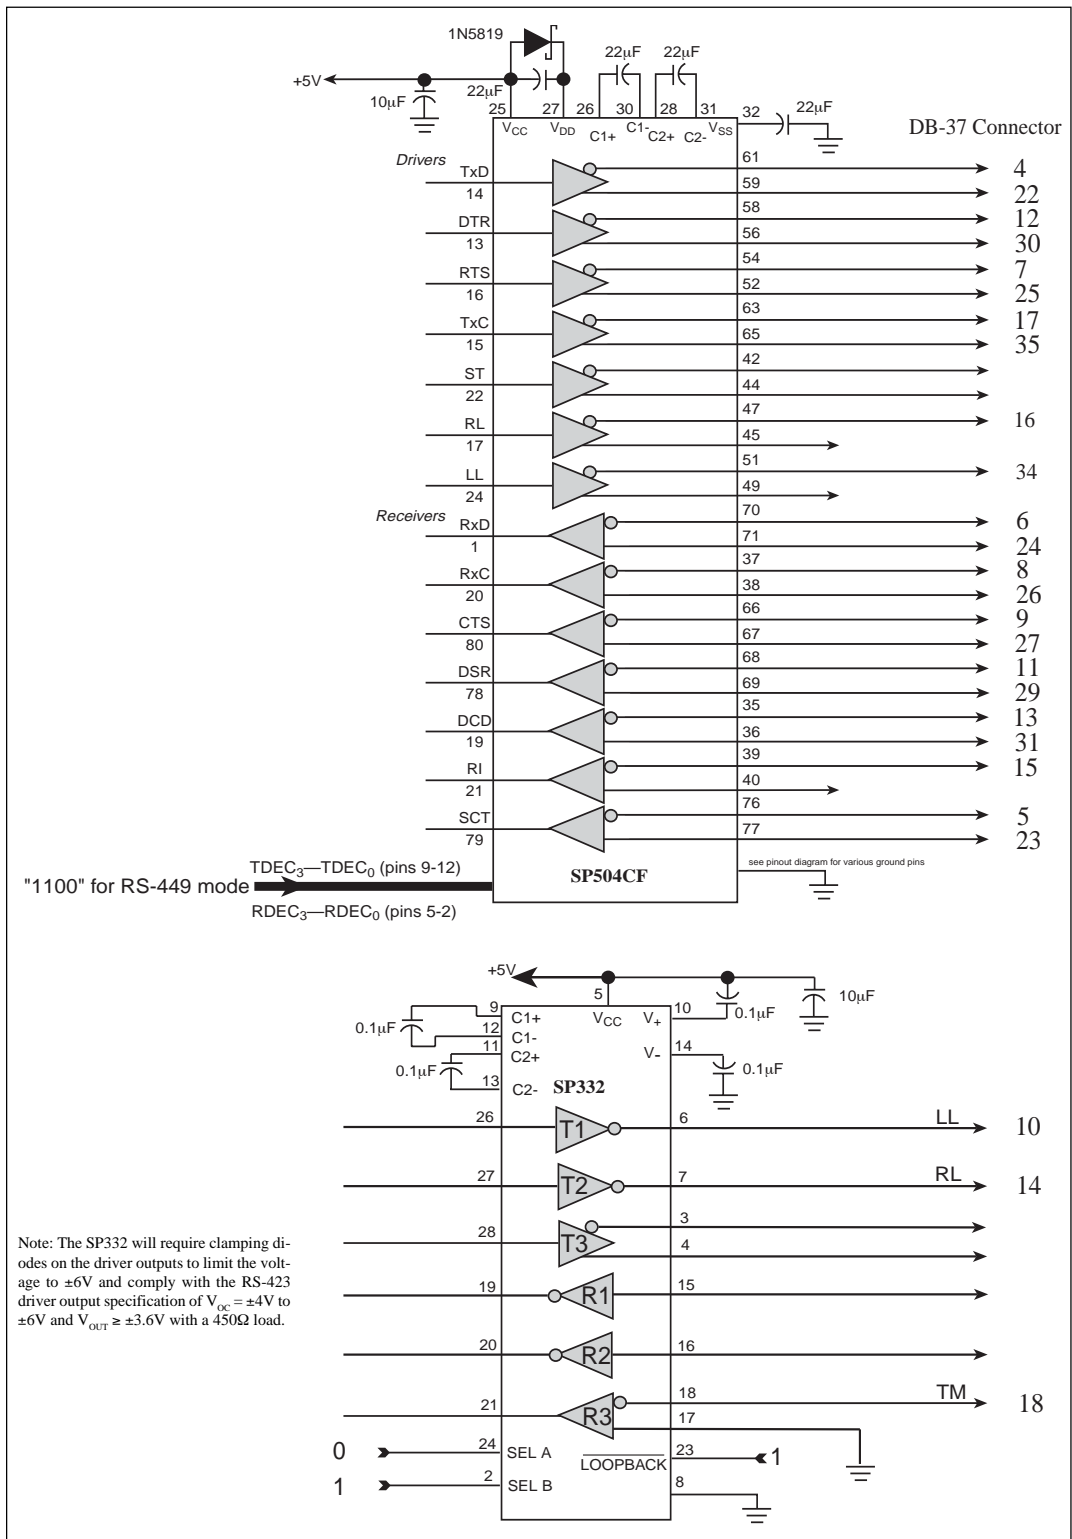 1N5819
22µF 22µF
+5V
22µF
10µF
22µF
25 27 26 30 28 31 32
VCC VDD C1+ C1- C2+ C2- VSS
DB-37 Connector
Drivers
61 4
TxD
14
59 22
58 12
DTR
13
56 30
54 7
RTS
16
52 25
63 17
TxC
15
65 35
42
ST
22
44
47 16
RL
17
45
51 34
LL
24
49
Receivers
70 6
RxD
1
71 24
37 8
RxC
20
38 26
66 9
CTS
80
67 27
68 11
DSR
78
69 29
35 13
DCD
19
36 31
39 15
RI
21
40
76 5
SCT
79
77 23
see pinout diagram for various ground pins
SP504CF
TDEC3—TDEC0 (pins 9-12)
"1100" for RS-449 mode
RDEC3—RDEC0 (pins 5-2)
+5V
5
VCC
9 C1+
0.1µF
12 C1-
11 C2+
0.1µF
13 C2-
V+ 10
0.1µF
10µF
V- 14
0.1µF
SP332
26 T1 6 LL 10
27 T2 7 RL 14
28 T3 3
4
19 R1 15
20 R2 16
21 R3 18 TM 18
17
0 24 SEL A
LOOPBACK 23 1
1 2 SEL B
8
Note: The SP332 will require clamping di-
odes on the driver outputs to limit the volt-
age to ±6V and comply with the RS-423
driver output specification of VOC = ±4V to
±6V and VOUT ≥ ±3.6V with a 450Ω load.